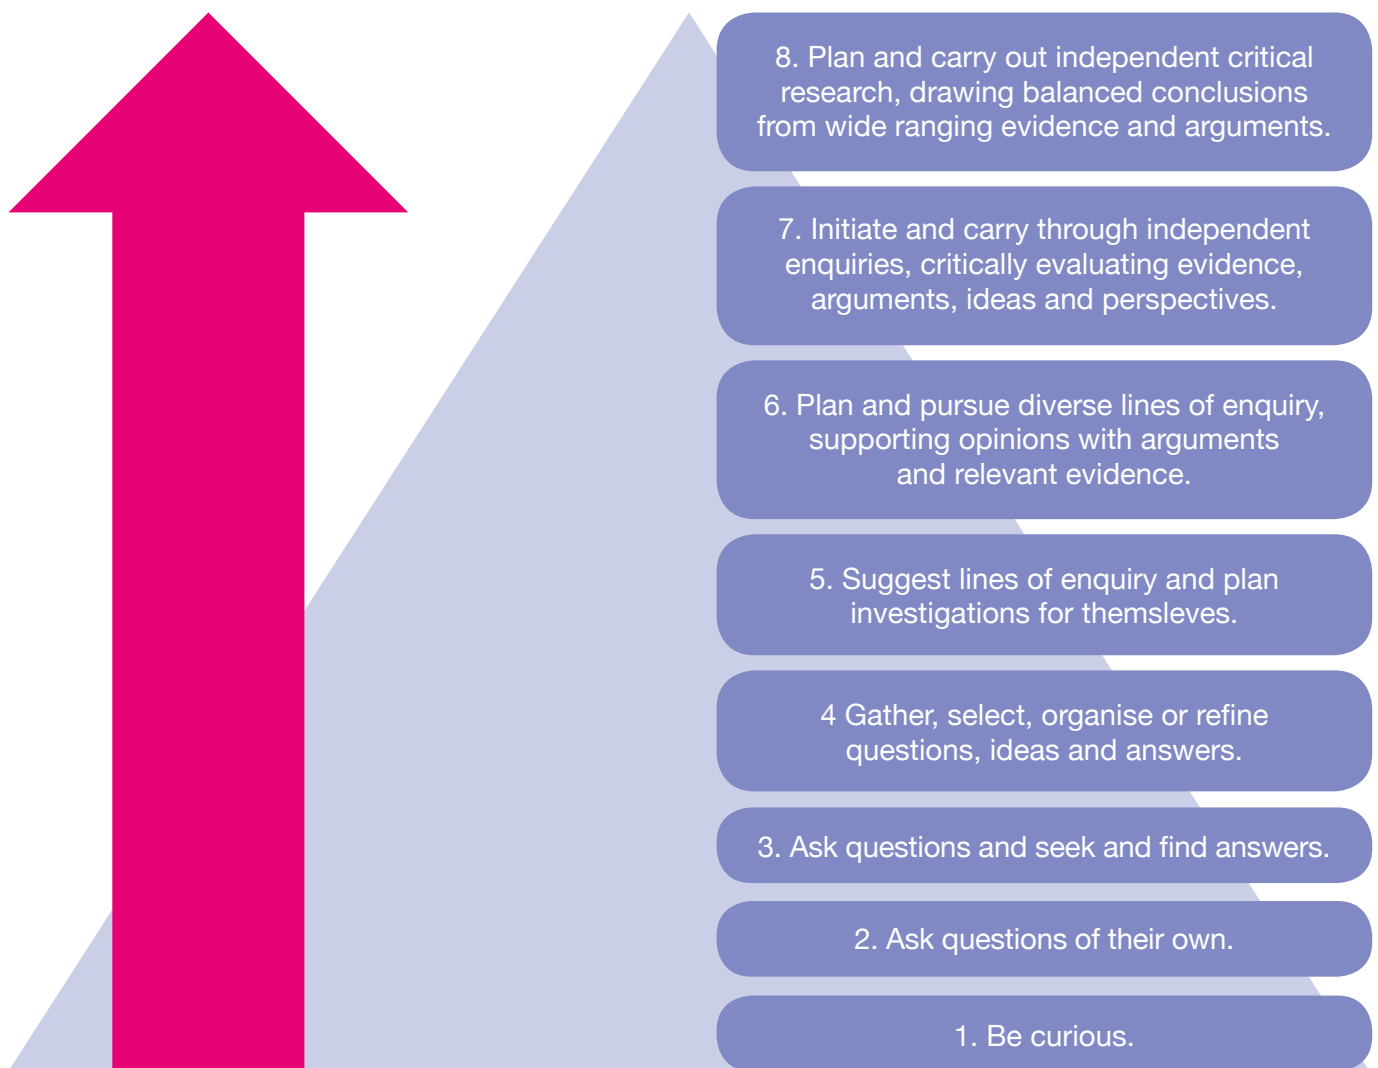 8. Plan and carry out independent critical
research, drawing balanced conclusions
from wide ranging evidence and arguments.
7. Initiate and carry through independent
enquiries, critically evaluating evidence,
arguments, ideas and perspectives.
6. Plan and pursue diverse lines of enquiry,
supporting opinions with arguments
and relevant evidence.
5. Suggest lines of enquiry and plan
investigations for themsleves.
4 Gather, select, organise or refine
questions, ideas and answers.
3. Ask questions and seek and find answers.
2. Ask questions of their own.
1. Be curious.